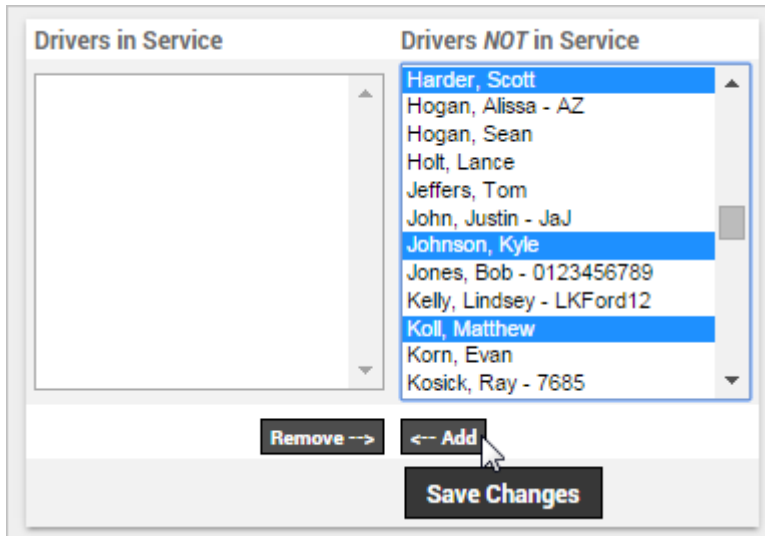 Drivers in Service
Drivers NOT in Service
Harder, Scott
Hogan, Alissa - AZ
Hogan, Sean
Holt, Lance
Jeffers, Tom
John, Justin - JaJ
Johnson, Kyle
Jones, Bob - 0123456789
Kelly, Lindsey - LKFord12
Koll, Matthew
Korn, Evan
Kosick, Ray - 7685
Remove -->
<-- Add
Save Changes